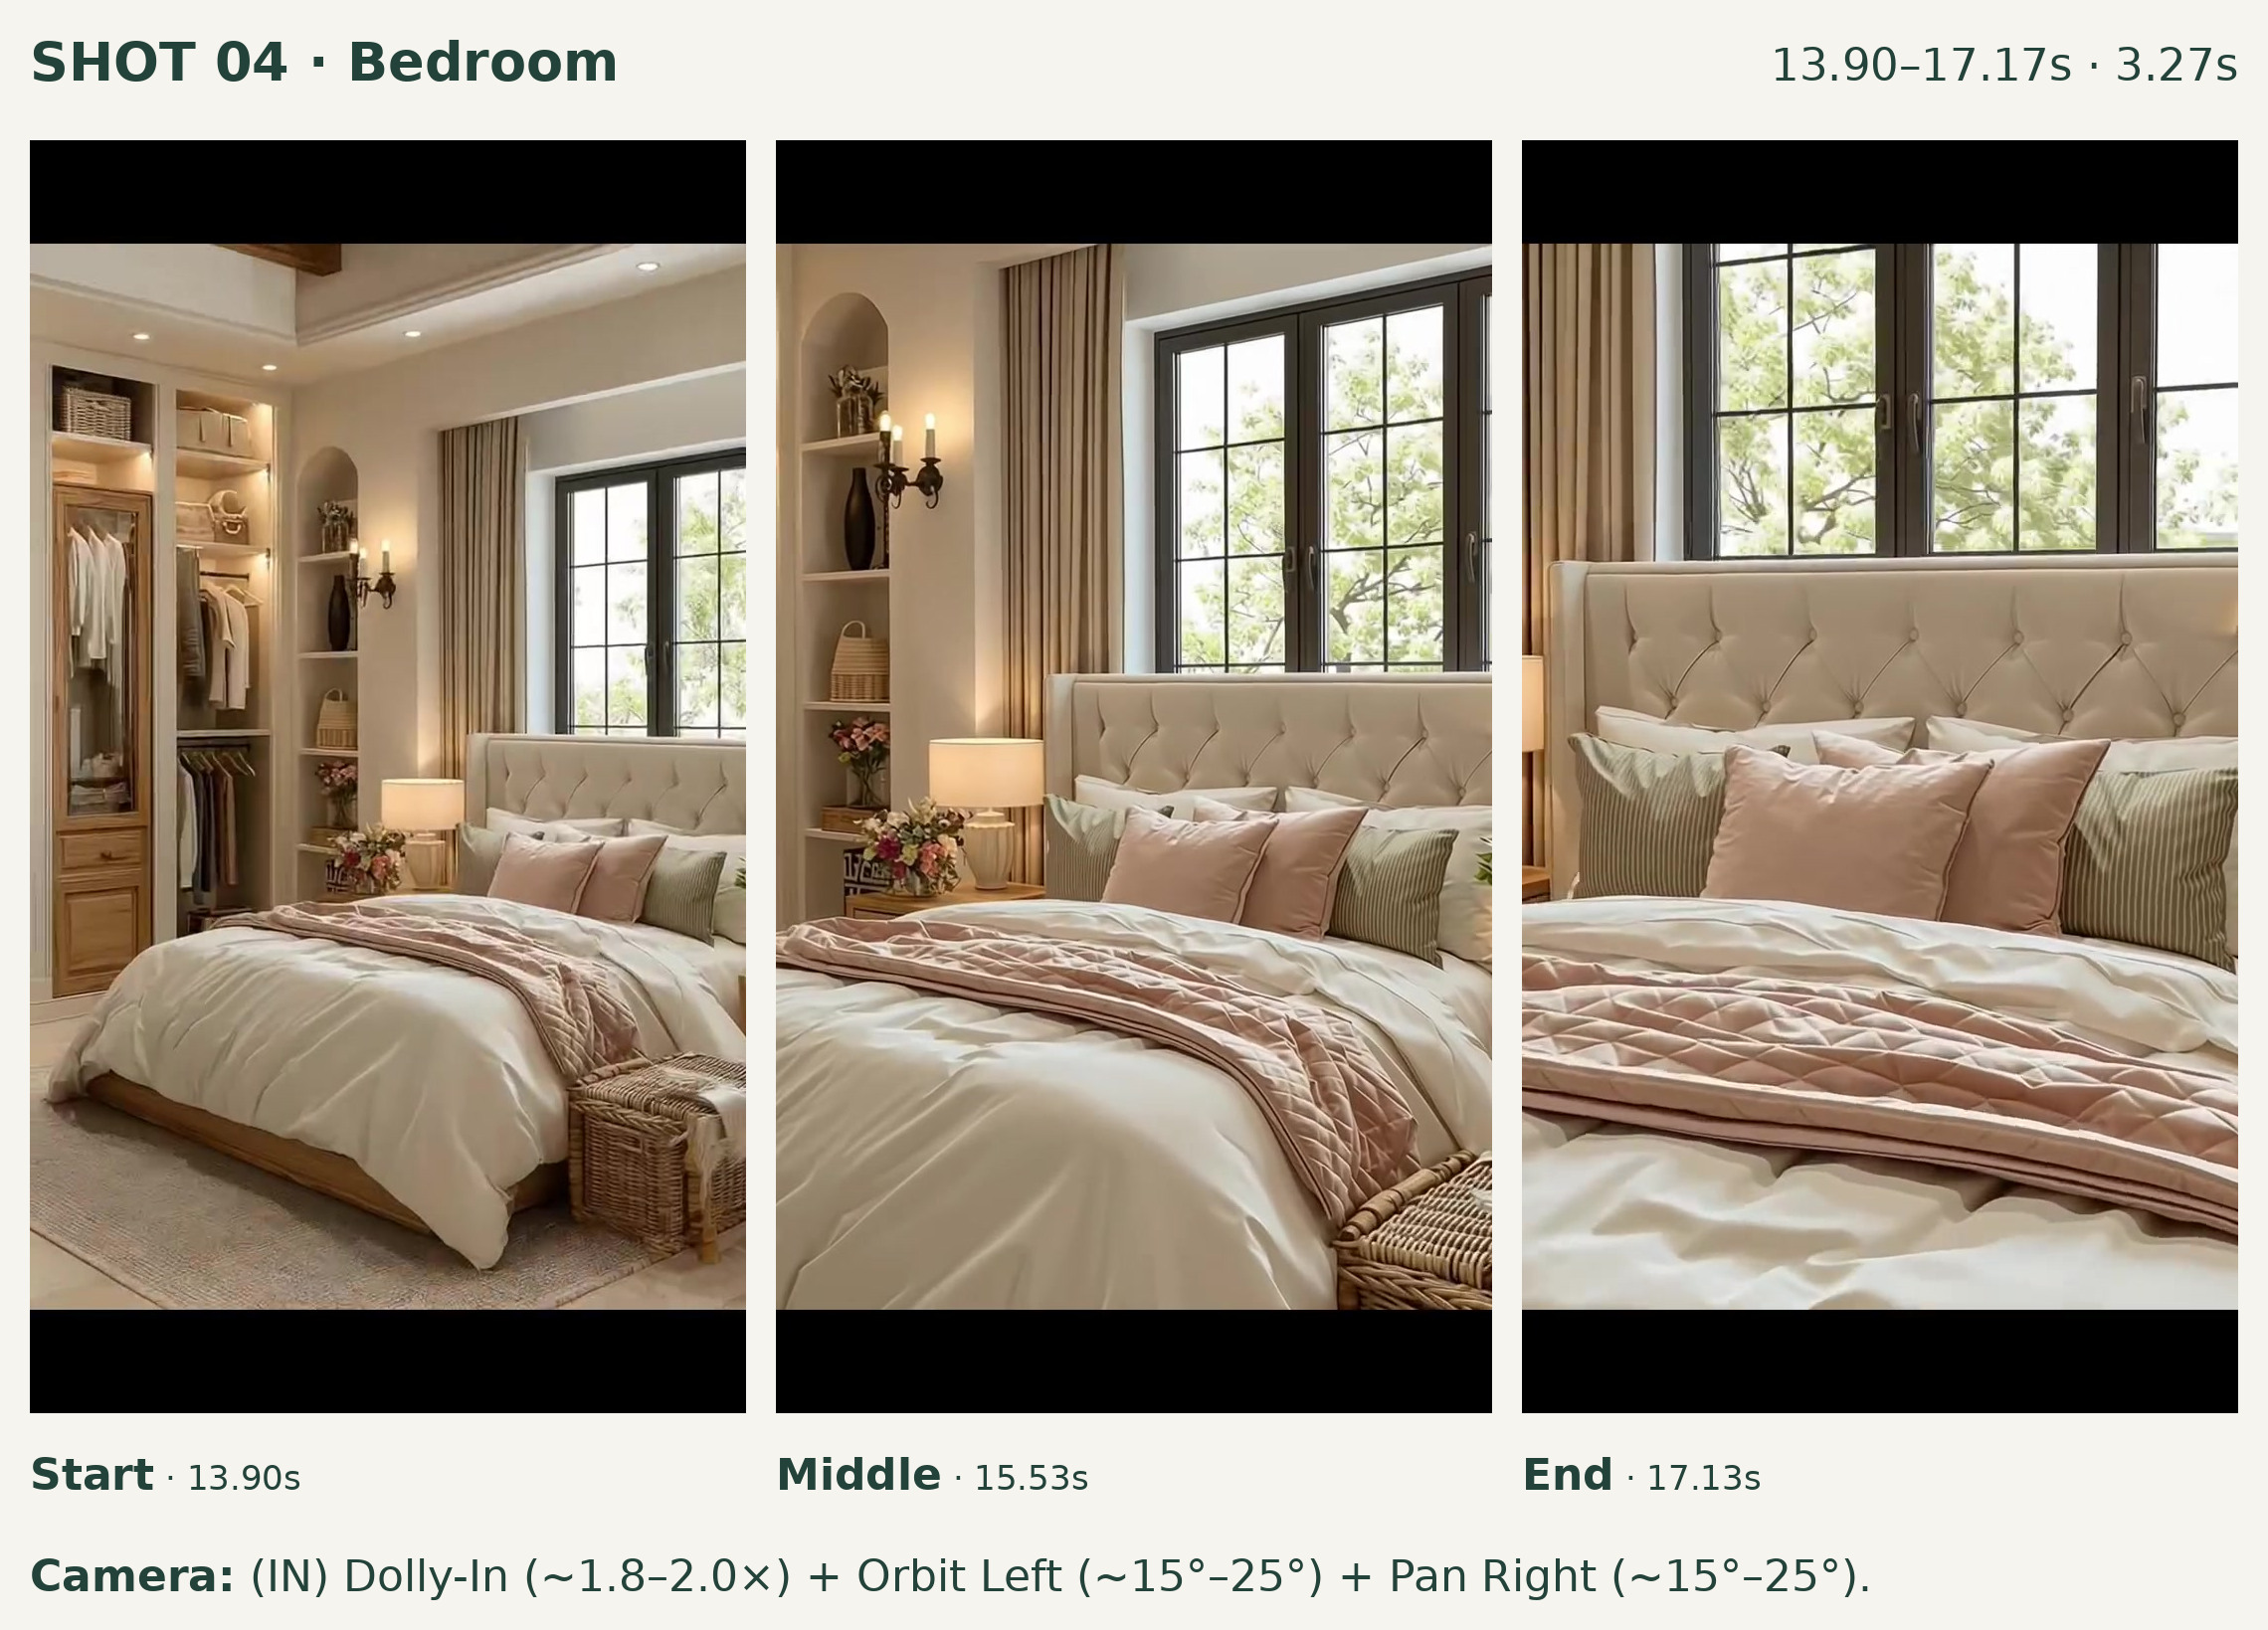 SHOT 04 · Bedroom
13.90–17.17s · 3.27s
Start · 13.90s
Middle · 15.53s
End · 17.13s
Camera: (IN) Dolly-In (~1.8–2.0×) + Orbit Left (~15°–25°) + Pan Right (~15°–25°).